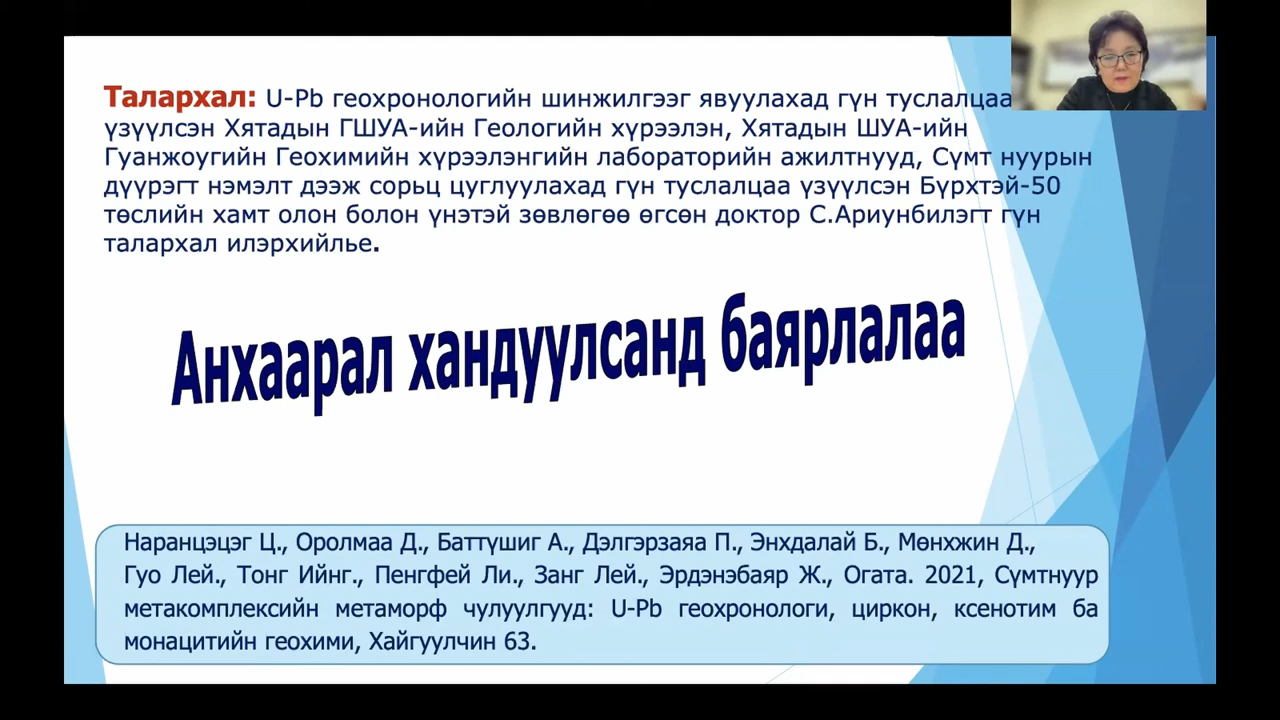 Талархал: U-Pb геохронологийн шинжилгээг явуулахад гүн туслалцаа
үзүүлсэн Хятадын ГШУА-ийн Геологийн хүрээлэн, Хятадын ШУА-ийн
Гуанжоугийн Геохимийн хүрээлэнгийн лабораторийн ажилтнууд, Сүмт нуурын
дүүрэгт нэмэлт дээж сорьц цуглуулахад гүн туслалцаа үзүүлсэн Бүрхтэй-50
төслийн хамт олон болон үнэтэй зөвлөгөө өгсөн доктор С.Ариунбилэгт гүн
талархал илэрхийлье.
Анхаарал хандуулсанд баярлалаа
Наранцэцэг Ц., Оролмаа Д., Баттүшиг А., Дэлгэрзаяа П., Энхдалай Б., Мөнхжин Д.,
Гуо Лей., Тонг Ийнг., Пенгфей Ли., Занг Лей., Эрдэнэбаяр Ж., Огата. 2021, Сүмтнуур
метакомплексийн метаморф чулуулгууд: U-Pb геохронологи, циркон, ксенотим ба
монацитийн геохими, Хайгуулчин 63.